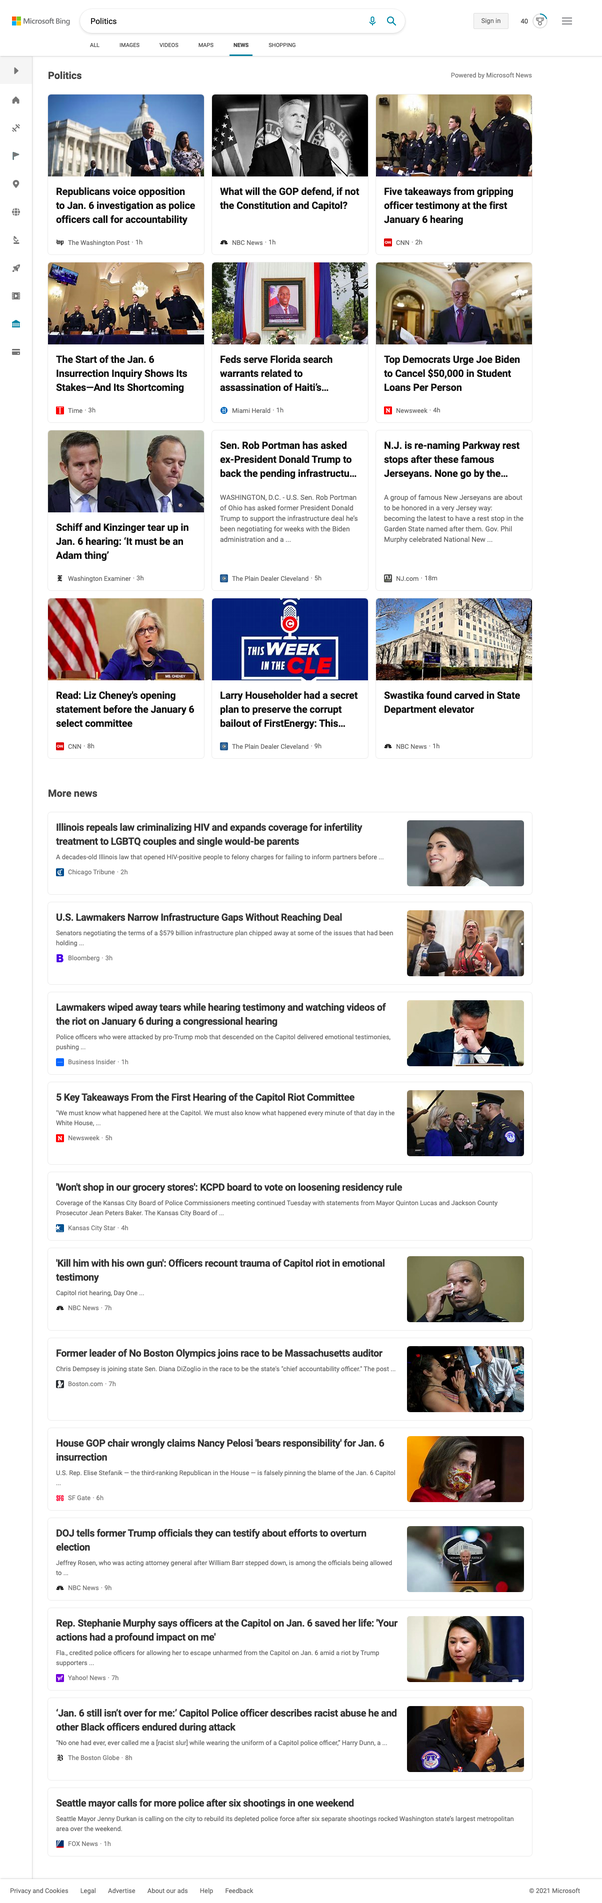 Microsoft Bing
Politics
Sign in
40
ALL
IMAGES
VIDEOS
MAPS
NEWS
SHOPPING
Politics
Powered by Microsoft News
Republicans voice opposition
to Jan. 6 investigation as police
officers call for accountability
The Washington Post · 1h
What will the GOP defend, if not
the Constitution and Capitol?
NBC News · 1h
Five takeaways from gripping
officer testimony at the first
January 6 hearing
CNN · 2h
The Start of the Jan. 6
Insurrection Inquiry Shows Its
Stakes—And Its Shortcoming
Time · 3h
Feds serve Florida search
warrants related to
assassination of Haiti's...
Miami Herald · 1h
Top Democrats Urge Joe Biden
to Cancel $50,000 in Student
Loans Per Person
Newsweek · 4h
Schiff and Kinzinger tear up in
Jan. 6 hearing: 'It must be an
Adam thing'
Washington Examiner · 3h
Sen. Rob Portman has asked
ex-President Donald Trump to
back the pending infrastructu...
WASHINGTON, D.C. - U.S. Sen. Rob Portman
of Ohio has asked former President Donald
Trump to support the infrastructure deal he's
been negotiating for weeks with the Biden
administration and a ...
The Plain Dealer Cleveland · 5h
N.J. is re-naming Parkway rest
stops after these famous
Jerseyans. None go by the...
A group of famous New Jerseyans are about
to be honored in a very Jersey way:
becoming the latest to have a rest stop in the
Garden State named after them. Gov. Phil
Murphy celebrated National New ...
NJ.com · 18m
MS. CHENEY
Read: Liz Cheney's opening
statement before the January 6
select committee
CNN · 8h
THIS WEEK
IN THE CLE
Larry Householder had a secret
plan to preserve the corrupt
bailout of FirstEnergy: This...
The Plain Dealer Cleveland · 9h
Swastika found carved in State
Department elevator
NBC News · 1h
More news
Illinois repeals law criminalizing HIV and expands coverage for infertility
treatment to LGBTQ couples and single would-be parents
A decades-old Illinois law that opened HIV-positive people to felony charges for failing to inform partners before ...
Chicago Tribune · 2h
U.S. Lawmakers Narrow Infrastructure Gaps Without Reaching Deal
Senators negotiating the terms of a $579 billion infrastructure plan chipped away at some of the issues that had been
holding ...
Bloomberg · 3h
Lawmakers wiped away tears while hearing testimony and watching videos of
the riot on January 6 during a congressional hearing
Police officers who were attacked by pro-Trump mob that descended on the Capitol delivered emotional testimonies,
pushing ...
Business Insider · 1h
5 Key Takeaways From the First Hearing of the Capitol Riot Committee
"We must know what happened here at the Capitol. We must also know what happened every minute of that day in the
White House, ...
Newsweek · 5h
'Won't shop in our grocery stores': KCPD board to vote on loosening residency rule
Coverage of the Kansas City Board of Police Commissioners meeting continued Tuesday with statements from Mayor Quinton Lucas and Jackson County
Prosecutor Jean Peters Baker. The Kansas City Board of ...
Kansas City Star · 4h
'Kill him with his own gun': Officers recount trauma of Capitol riot in emotional
testimony
Capitol riot hearing, Day One ...
NBC News · 7h
Former leader of No Boston Olympics joins race to be Massachusetts auditor
Chris Dempsey is joining state Sen. Diana DiZoglio in the race to be the state's "chief accountability officer." The post ...
Boston.com · 7h
House GOP chair wrongly claims Nancy Pelosi 'bears responsibility' for Jan. 6
insurrection
U.S. Rep. Elise Stefanik — the third-ranking Republican in the House — is falsely pinning the blame of the Jan. 6 Capitol
...
SF Gate · 6h
DOJ tells former Trump officials they can testify about efforts to overturn
election
Jeffrey Rosen, who was acting attorney general after William Barr stepped down, is among the officials being allowed
to ...
NBC News · 9h
Rep. Stephanie Murphy says officers at the Capitol on Jan. 6 saved her life: 'Your
actions had a profound impact on me'
Fla., credited police officers for allowing her to escape unharmed from the Capitol on Jan. 6 amid a riot by Trump
supporters ...
Yahoo! News · 7h
'Jan. 6 still isn't over for me:' Capitol Police officer describes racist abuse he and
other Black officers endured during attack
"No one had ever, ever called me a [racist slur] while wearing the uniform of a Capitol police officer," Harry Dunn, a ...
The Boston Globe · 8h
Seattle mayor calls for more police after six shootings in one weekend
Seattle Mayor Jenny Durkan is calling on the city to rebuild its depleted police force after six separate shootings rocked Washington state's largest metropolitan
area over the weekend.
FOX News · 1h
Privacy and Cookies
Legal
Advertise
About our ads
Help
Feedback
© 2021 Microsoft